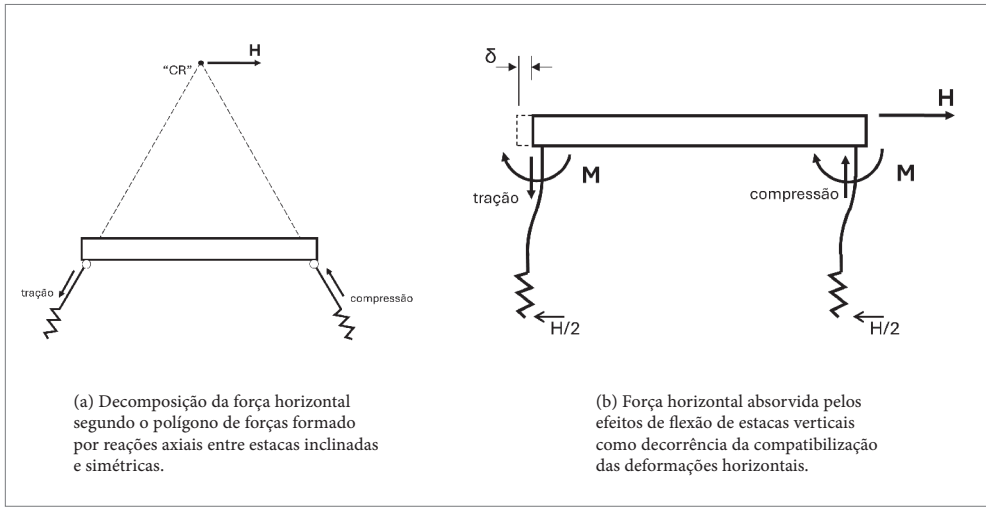 H
“CR”
tração
compressão
(a) Decomposição da força horizontal
segundo o polígono de forças formado
por reações axiais entre estacas inclinadas
e simétricas.
δ
H
M
M
tração
compressão
H/2
H/2
(b) Força horizontal absorvida pelos
efeitos de flexão de estacas verticais
como decorrência da compatibilização
das deformações horizontais.